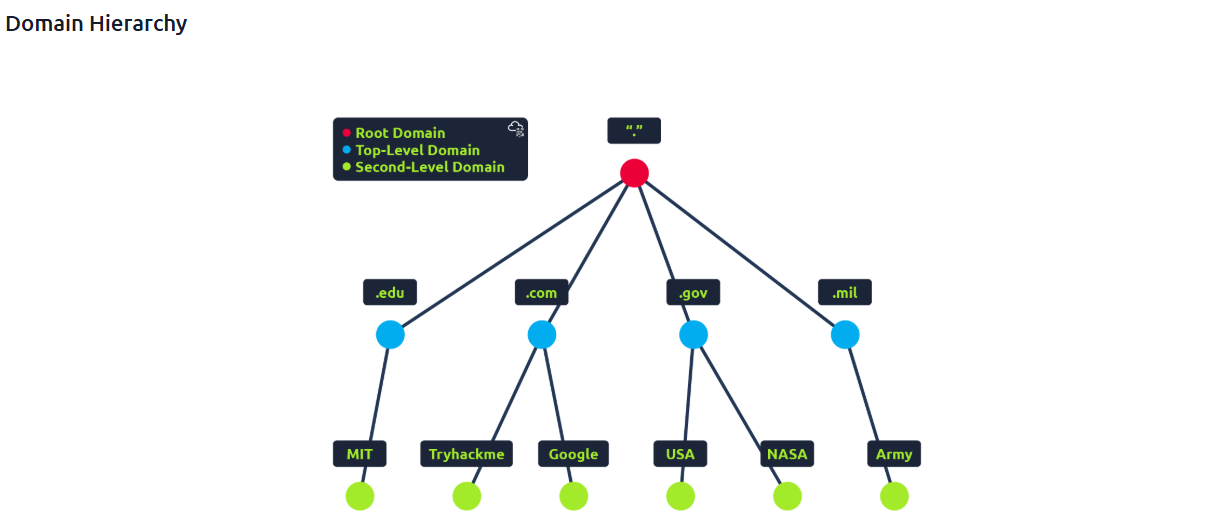 Domain Hierarchy
Root Domain
Top-Level Domain
Second-Level Domain
“.”
.edu
.com
.gov
.mil
MIT
Tryhackme
Google
USA
NASA
Army